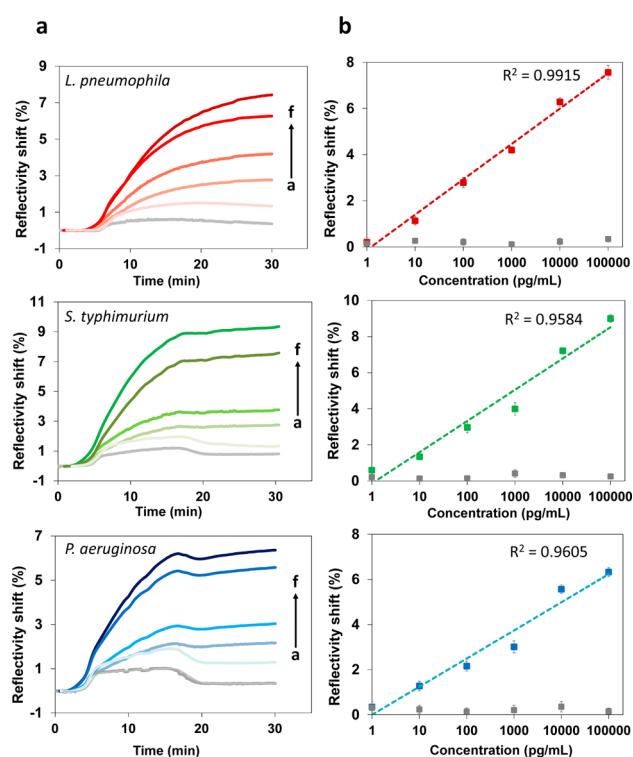 a
b
Reflectivity shift (%)
9
7
5
3
1
-1
L. pneumophila
f
a
0
10
20
30
Time (min)
Reflectivity shift (%)
8
6
4
2
0
R² = 0.9915
1
10
100
1000
10000
100000
Concentration (pg/mL)
Reflectivity shift (%)
11
9
7
5
3
1
-1
S. typhimurium
f
a
0
10
20
30
Time (min)
Reflectivity shift (%)
10
8
6
4
2
0
R² = 0.9584
1
10
100
1000
10000
100000
Concentration (pg/mL)
Reflectivity shift (%)
7
5
3
1
-1
P. aeruginosa
f
a
0
10
20
30
Time (min)
Reflectivity shift (%)
8
6
4
2
0
R² = 0.9605
1
10
100
1000
10000
100000
Concentration (pg/mL)